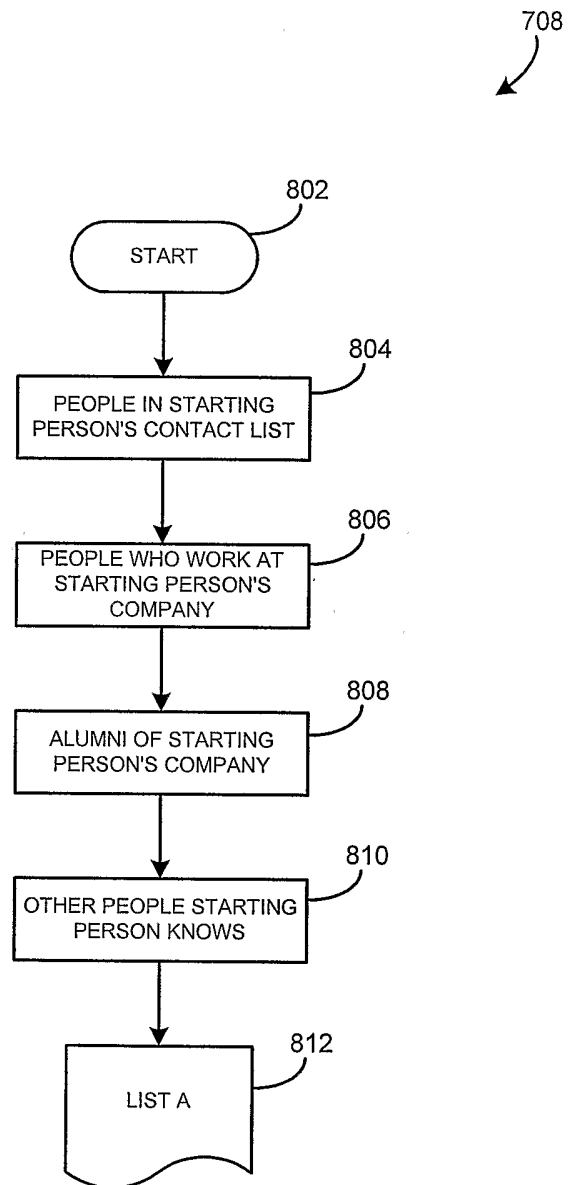 708
802
START
804
PEOPLE IN STARTING
PERSON'S CONTACT LIST
806
PEOPLE WHO WORK AT
STARTING PERSON'S
COMPANY
808
ALUMNI OF STARTING
PERSON'S COMPANY
810
OTHER PEOPLE STARTING
PERSON KNOWS
812
LIST A